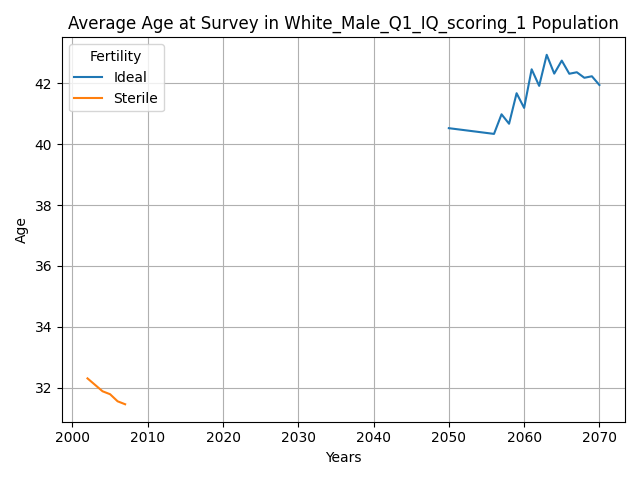 Average Age at Survey in White_Male_Q1_IQ_scoring_1 Population
Fertility
Ideal
Sterile
Age
42
40
38
36
34
32
2000 2010 2020 2030 2040 2050 2060 2070
Years